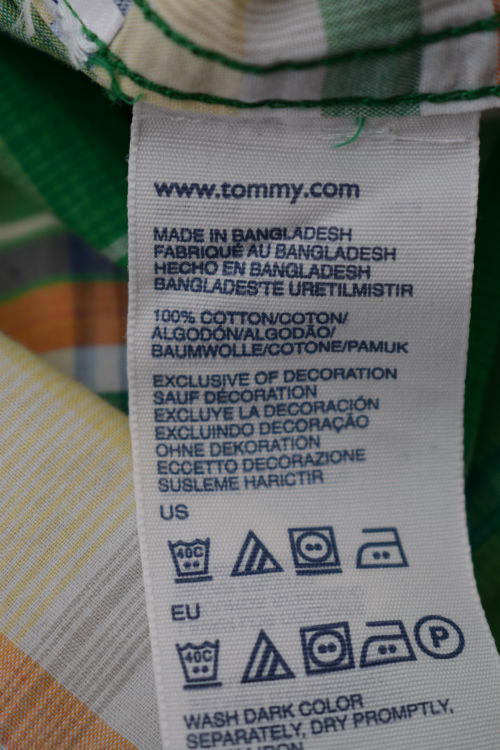 www.tommy.com
MADE IN BANGLADESH
FABRIQUÉ AU BANGLADESH
HECHO EN BANGLADESH
BANGLADES'TE URETILMISTIR
100% COTTON/COTON/
ALGODÓN/ALGODÃO/
BAUMWOLLE/COTONE/PAMUK
EXCLUSIVE OF DECORATION
SAUF DÉCORATION
EXCLUYE LA DECORACIÓN
EXCLUINDO DECORAÇÃO
OHNE DEKORATION
ECCETTO DECORAZIONE
SUSLEME HARICTIR
US
40C
EU
40C P
WASH DARK COLOR
SEPARATELY, DRY PROMPTLY,